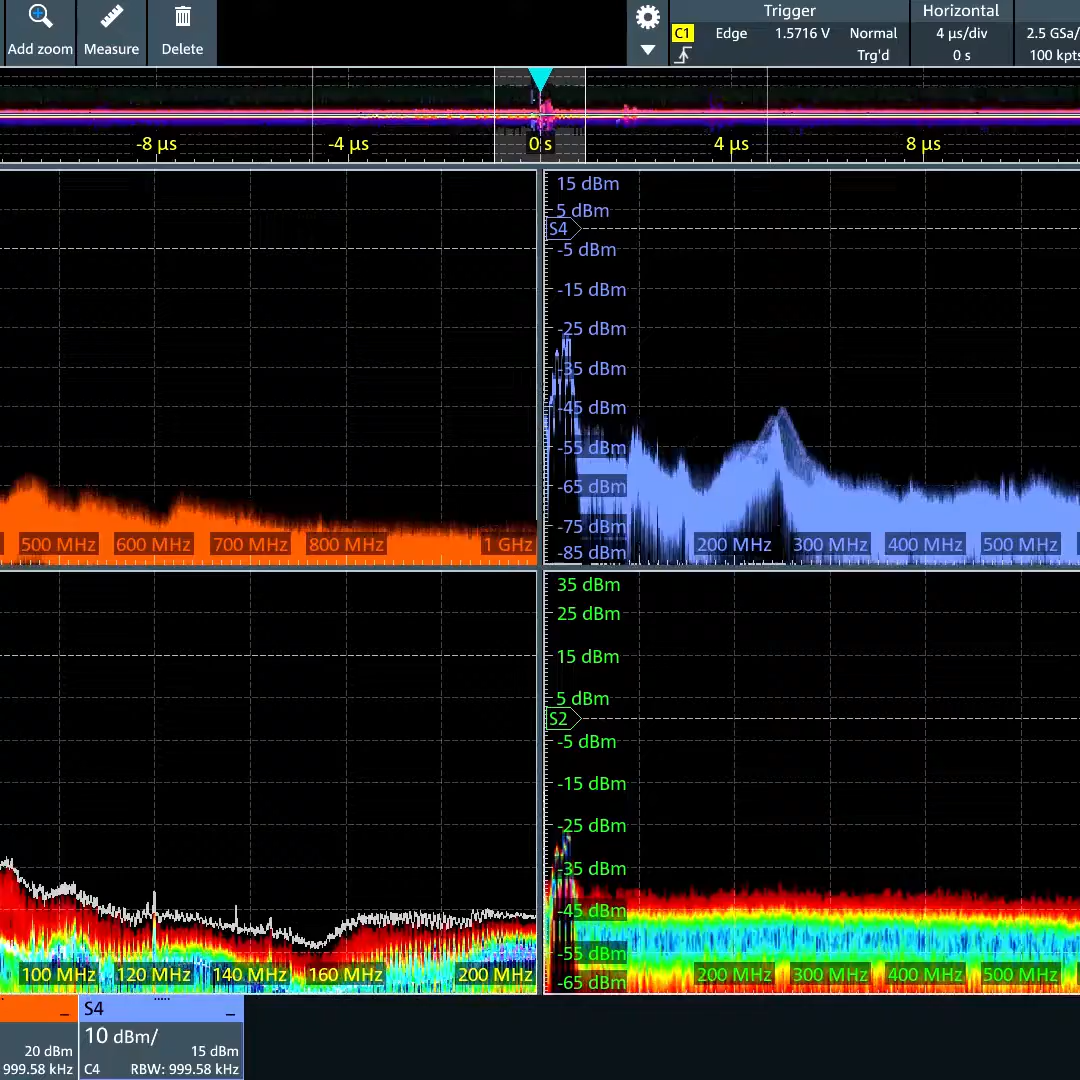 Add zoom
Measure
Delete
Trigger
C1 Edge 1.5716 V Normal
Trg'd
Horizontal
4 µs/div
0 s
2.5 GSa/
100 kpts
-8 µs -4 µs 0 s 4 µs 8 µs
500 MHz 600 MHz 700 MHz 800 MHz 1 GHz
15 dBm
5 dBm
S4
-5 dBm
-15 dBm
-25 dBm
-35 dBm
-45 dBm
-55 dBm
-65 dBm
-75 dBm
-85 dBm
200 MHz 300 MHz 400 MHz 500 MHz
100 MHz 120 MHz 140 MHz 160 MHz 200 MHz
35 dBm
25 dBm
15 dBm
5 dBm
S2
-5 dBm
-15 dBm
-25 dBm
-35 dBm
-45 dBm
-55 dBm
-65 dBm
200 MHz 300 MHz 400 MHz 500 MHz
20 dBm
999.58 kHz
S4
10 dBm/
15 dBm
C4 RBW: 999.58 kHz